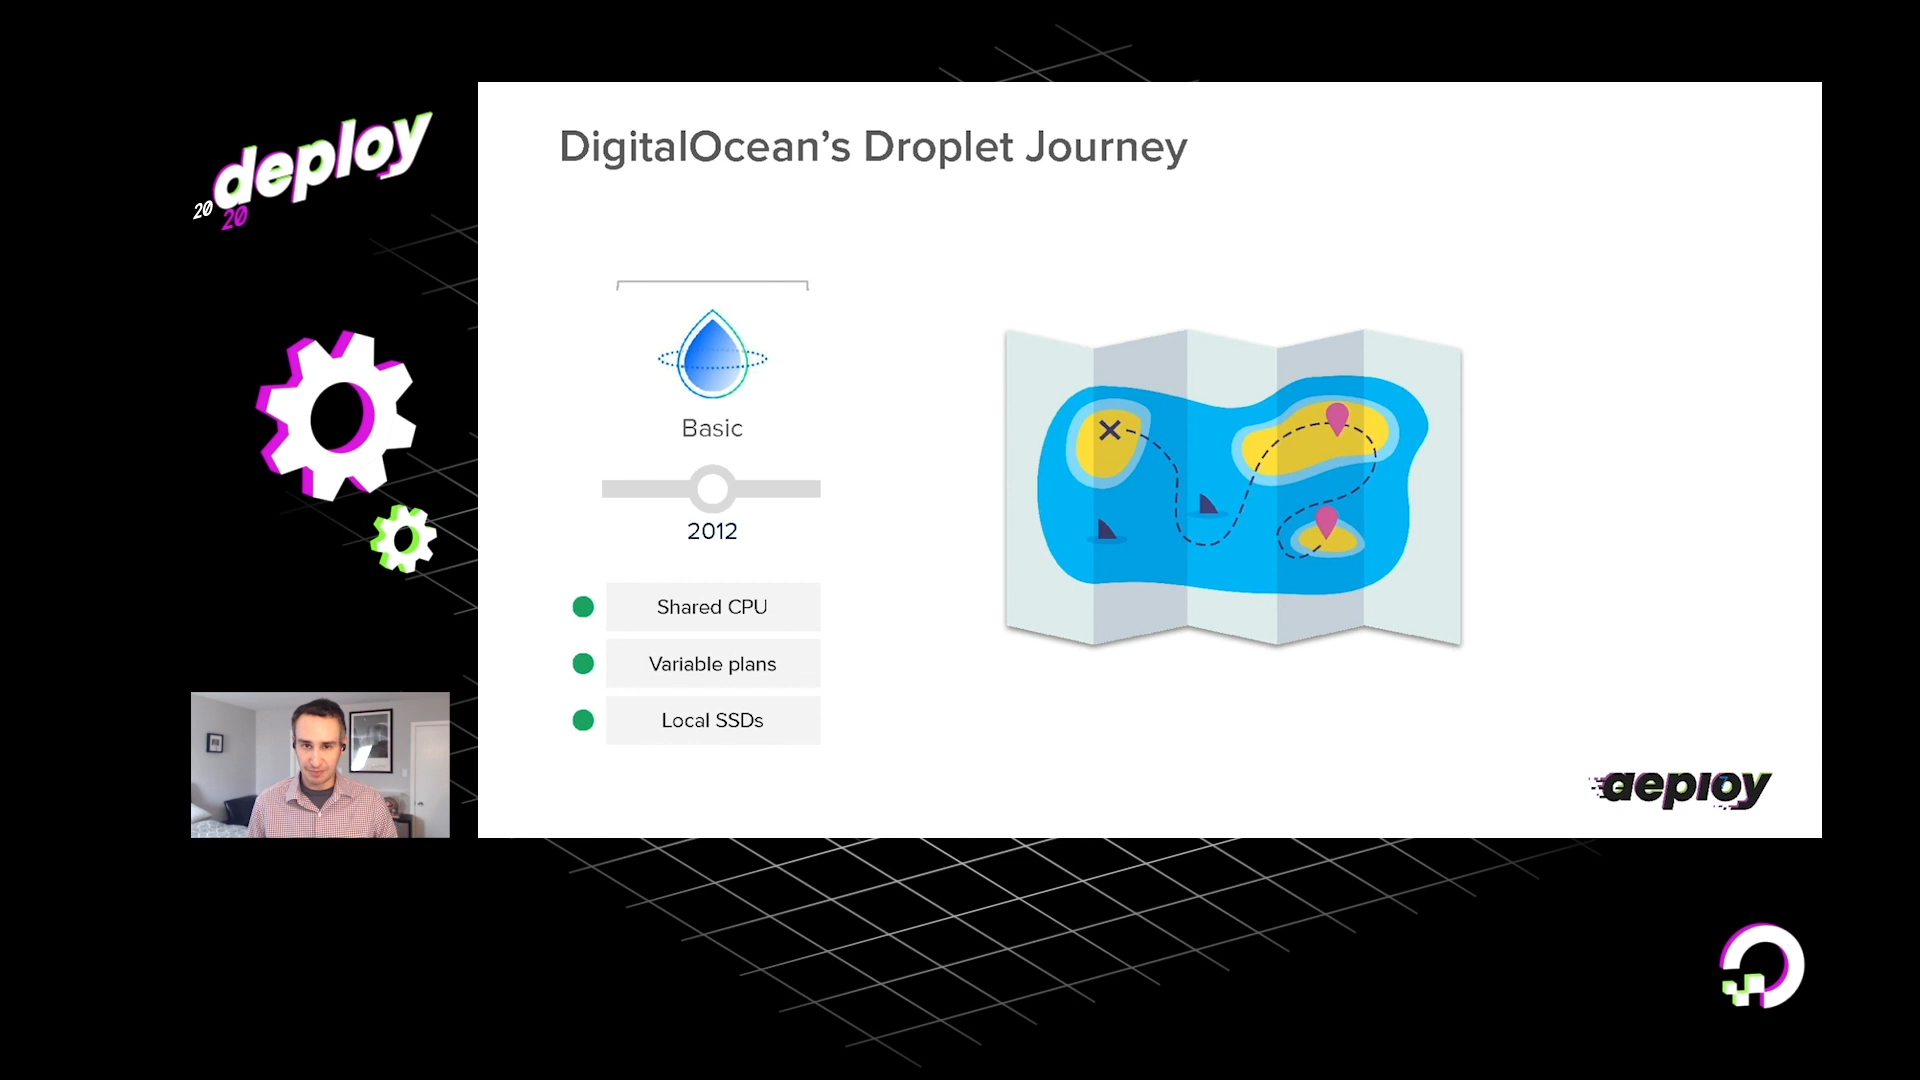 deploy
20
20
DigitalOcean’s Droplet Journey
Basic
2012
Shared CPU
Variable plans
Local SSDs
deploy